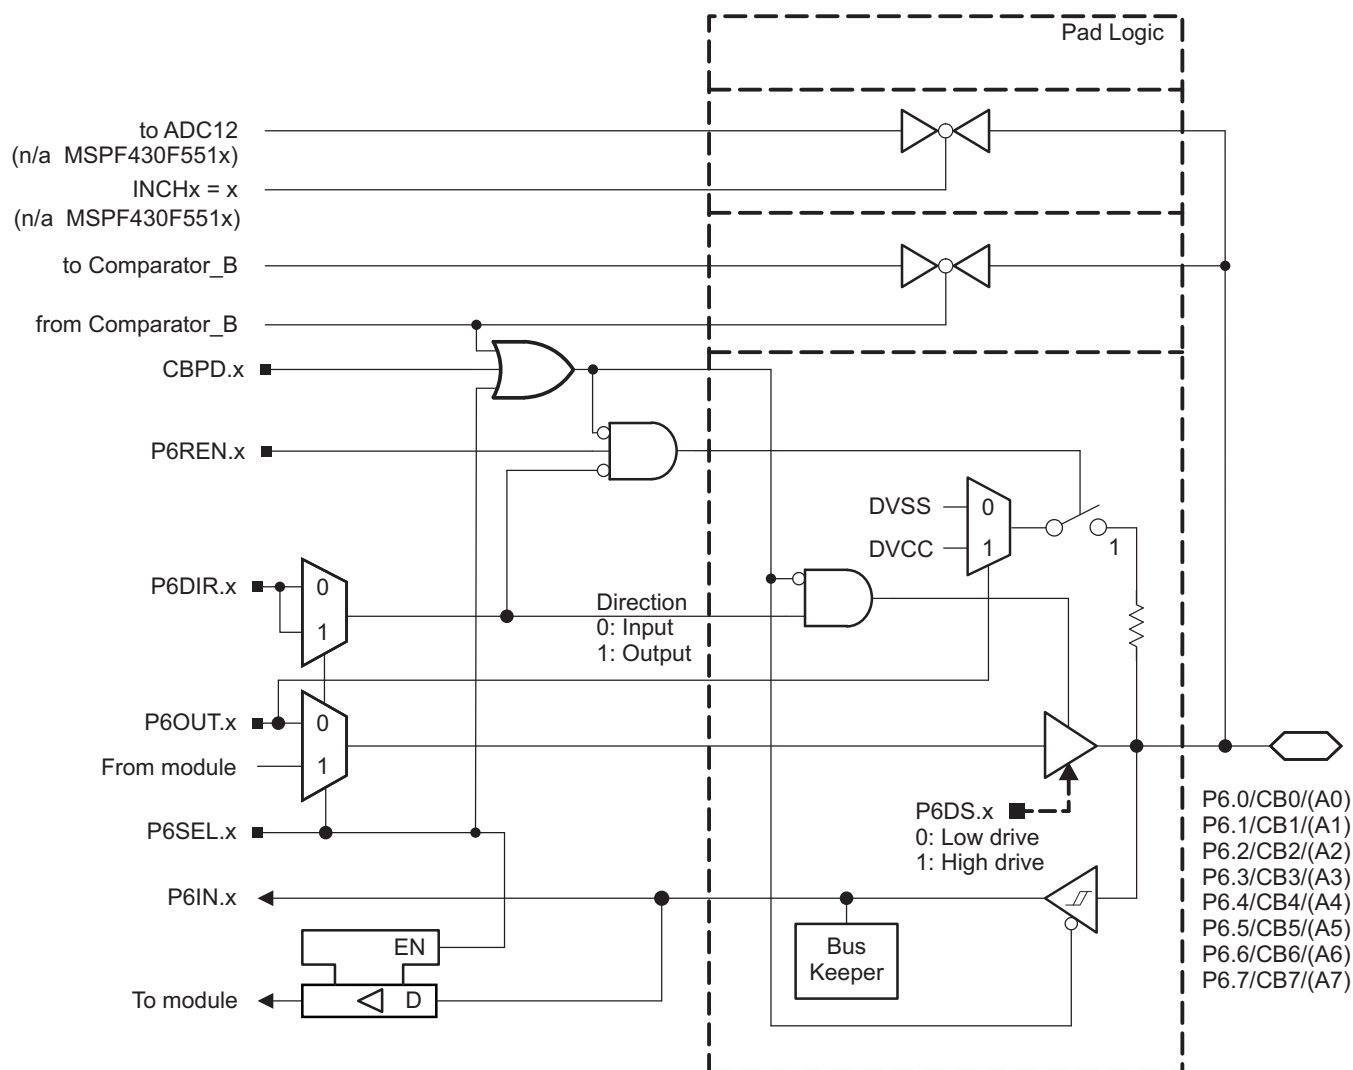 Pad Logic
to ADC12
(n/a MSPF430F551x)
INCHx = x
(n/a MSPF430F551x)
to Comparator_B
from Comparator_B
CBPD.x
P6REN.x
DVSS
0
DVCC
1
1
P6DIR.x
0
1
Direction
0: Input
1: Output
P6OUT.x
0
From module
1
P6DS.x
0: Low drive
1: High drive
P6SEL.x
P6IN.x
EN
Bus
Keeper
To module
D
P6.0/CB0/(A0)
P6.1/CB1/(A1)
P6.2/CB2/(A2)
P6.3/CB3/(A3)
P6.4/CB4/(A4)
P6.5/CB5/(A5)
P6.6/CB6/(A6)
P6.7/CB7/(A7)